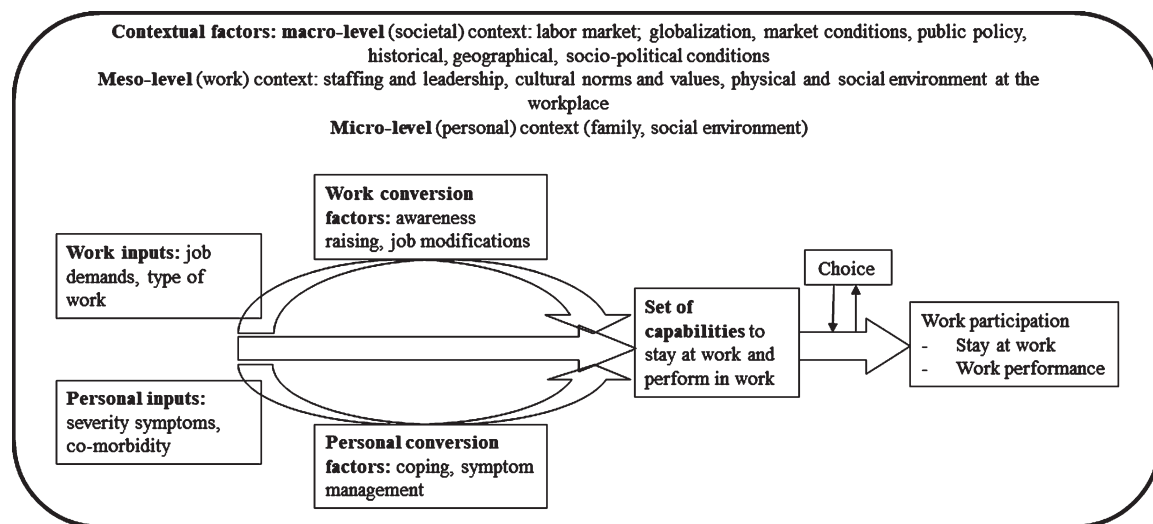 Contextual factors: macro-level (societal) context: labor market; globalization, market conditions, public policy,
historical, geographical, socio-political conditions
Meso-level (work) context: staffing and leadership, cultural norms and values, physical and social environment at the
workplace
Micro-level (personal) context (family, social environment)
Work conversion
factors: awareness
raising, job modifications
Work inputs: job
demands, type of
work
Choice
Set of
capabilities to
stay at work and
perform in work
Work participation
- Stay at work
- Work performance
Personal inputs:
severity symptoms,
co-morbidity
Personal conversion
factors: coping, symptom
management